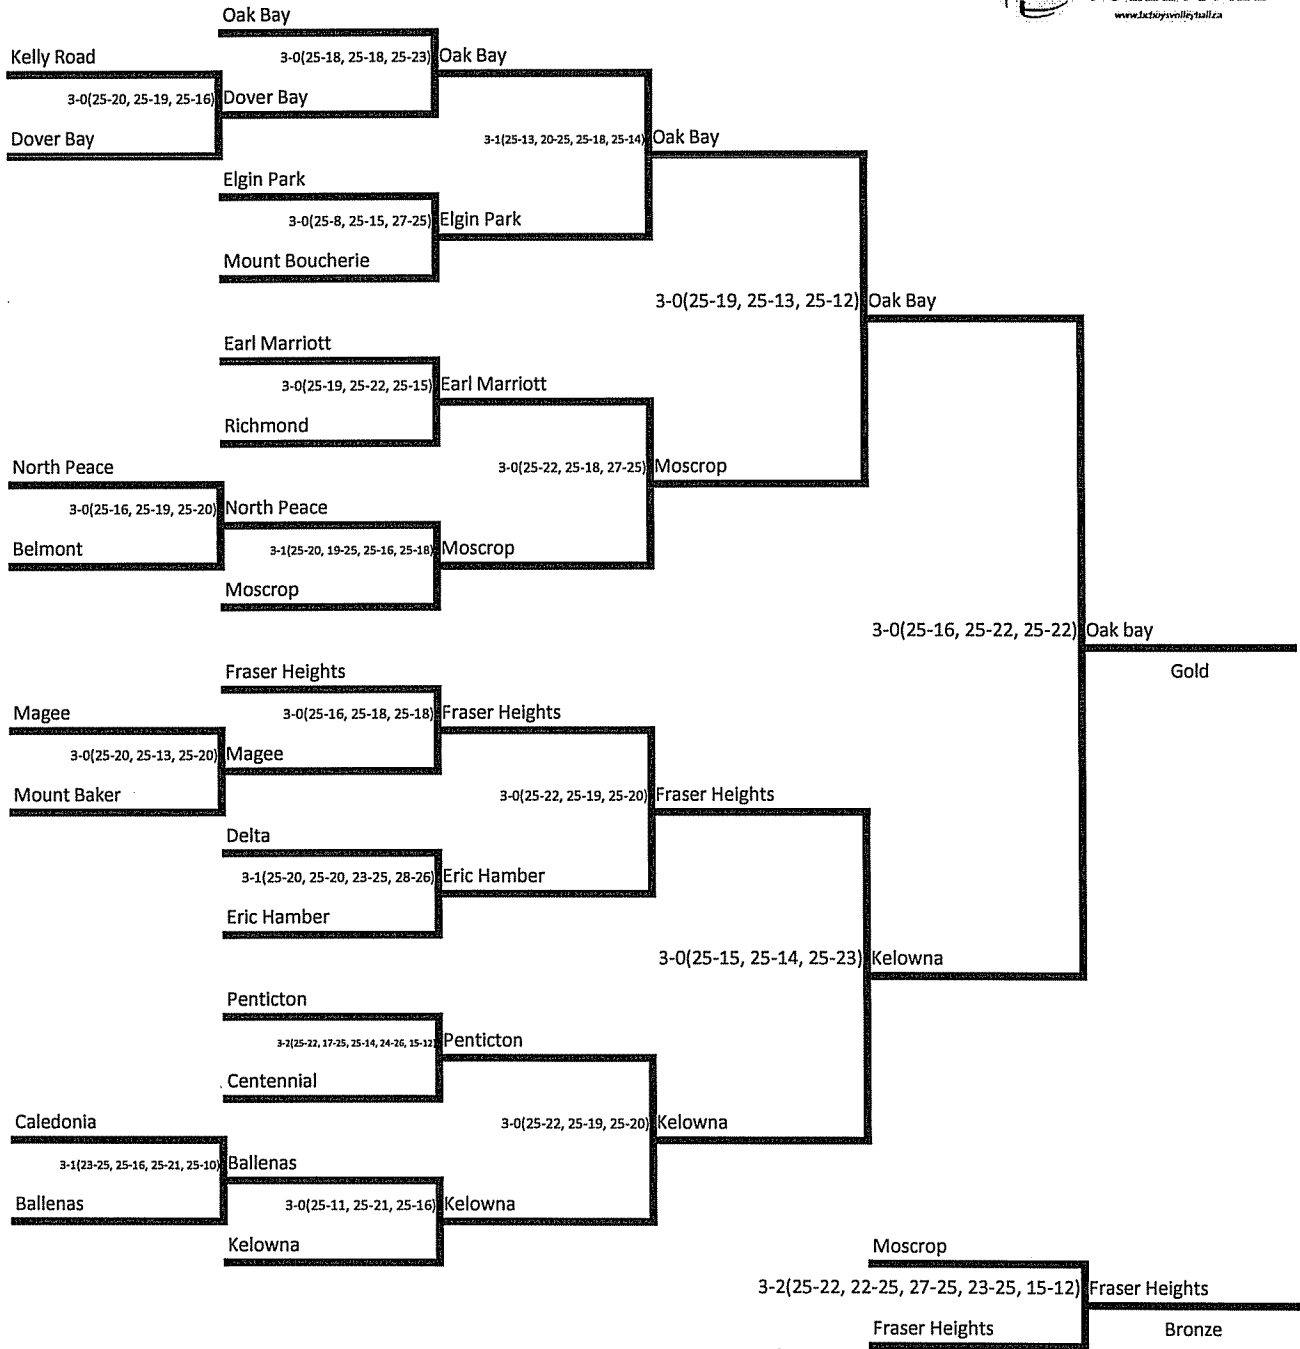 www.bcboysvolleyball.ca
Oak Bay
Kelly Road
3-0(25-18, 25-18, 25-23) Oak Bay
3-0(25-20, 25-19, 25-16) Dover Bay
Dover Bay
3-1(25-13, 20-25, 25-18, 25-14) Oak Bay
Elgin Park
3-0(25-8, 25-15, 27-25) Elgin Park
Mount Boucherie
3-0(25-19, 25-13, 25-12) Oak Bay
Earl Marriott
3-0(25-19, 25-22, 25-15) Earl Marriott
Richmond
North Peace
3-0(25-22, 25-18, 27-25) Moscrop
3-0(25-16, 25-19, 25-20) North Peace
Belmont
3-1(25-20, 19-25, 25-16, 25-18) Moscrop
Moscrop
3-0(25-16, 25-22, 25-22) Oak bay
Gold
Fraser Heights
Magee
3-0(25-16, 25-18, 25-18) Fraser Heights
3-0(25-20, 25-13, 25-20) Magee
Mount Baker
3-0(25-22, 25-19, 25-20) Fraser Heights
Delta
3-1(25-20, 25-20, 23-25, 28-26) Eric Hamber
Eric Hamber
3-0(25-15, 25-14, 25-23) Kelowna
Penticton
3-2(25-22, 17-25, 25-14, 24-26, 15-12) Penticton
Centennial
Caledonia
3-0(25-22, 25-19, 25-20) Kelowna
3-1(23-25, 25-16, 25-21, 25-10) Ballenas
Ballenas
3-0(25-11, 25-21, 25-16) Kelowna
Kelowna
Moscrop
3-2(25-22, 22-25, 27-25, 23-25, 15-12) Fraser Heights
Fraser Heights
Bronze